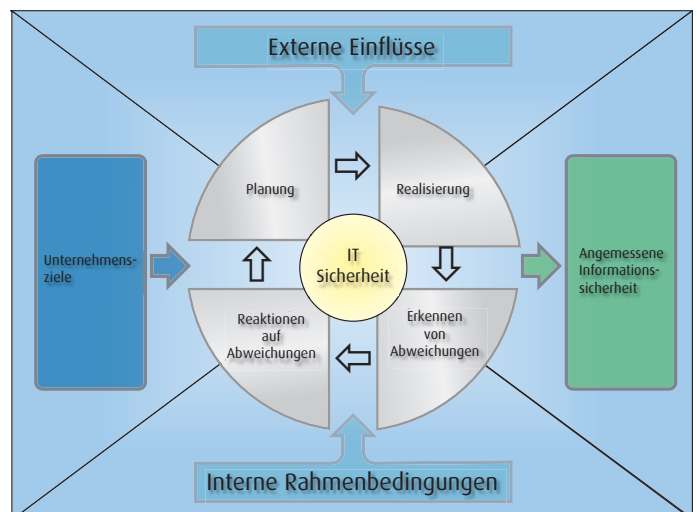 Externe Einflüsse
Planung
Realisierung
Unternehmens-
ziele
IT
Sicherheit
Angemessene
Informations-
sicherheit
Reaktionen
auf
Abweichungen
Erkennen
von
Abweichungen
Interne Rahmenbedingungen